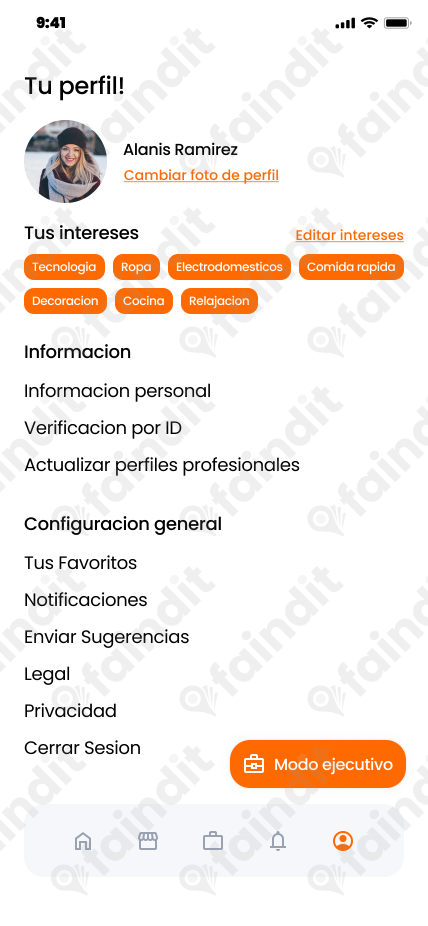 9:41
Tu perfil!
Alanis Ramirez
Cambiar foto de perfil
Tus intereses
Editar intereses
Tecnologia Ropa Electrodomesticos Comida rapida
Decoracion Cocina Relajacion
Informacion
Informacion personal
Verificacion por ID
Actualizar perfiles profesionales
Configuracion general
Tus Favoritos
Notificaciones
Enviar Sugerencias
Legal
Privacidad
Cerrar Sesion
Modo ejecutivo
faindit